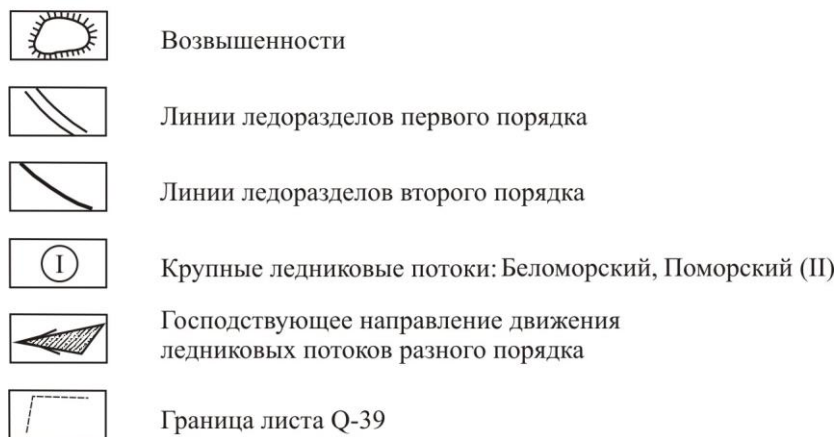 Возвышенности
Линии ледоразделов первого порядка
Линии ледоразделов второго порядка
I
Крупные ледниковые потоки: Беломорский, Поморский (II)
Господствующее направление движения
ледниковых потоков разного порядка
Граница листа Q-39